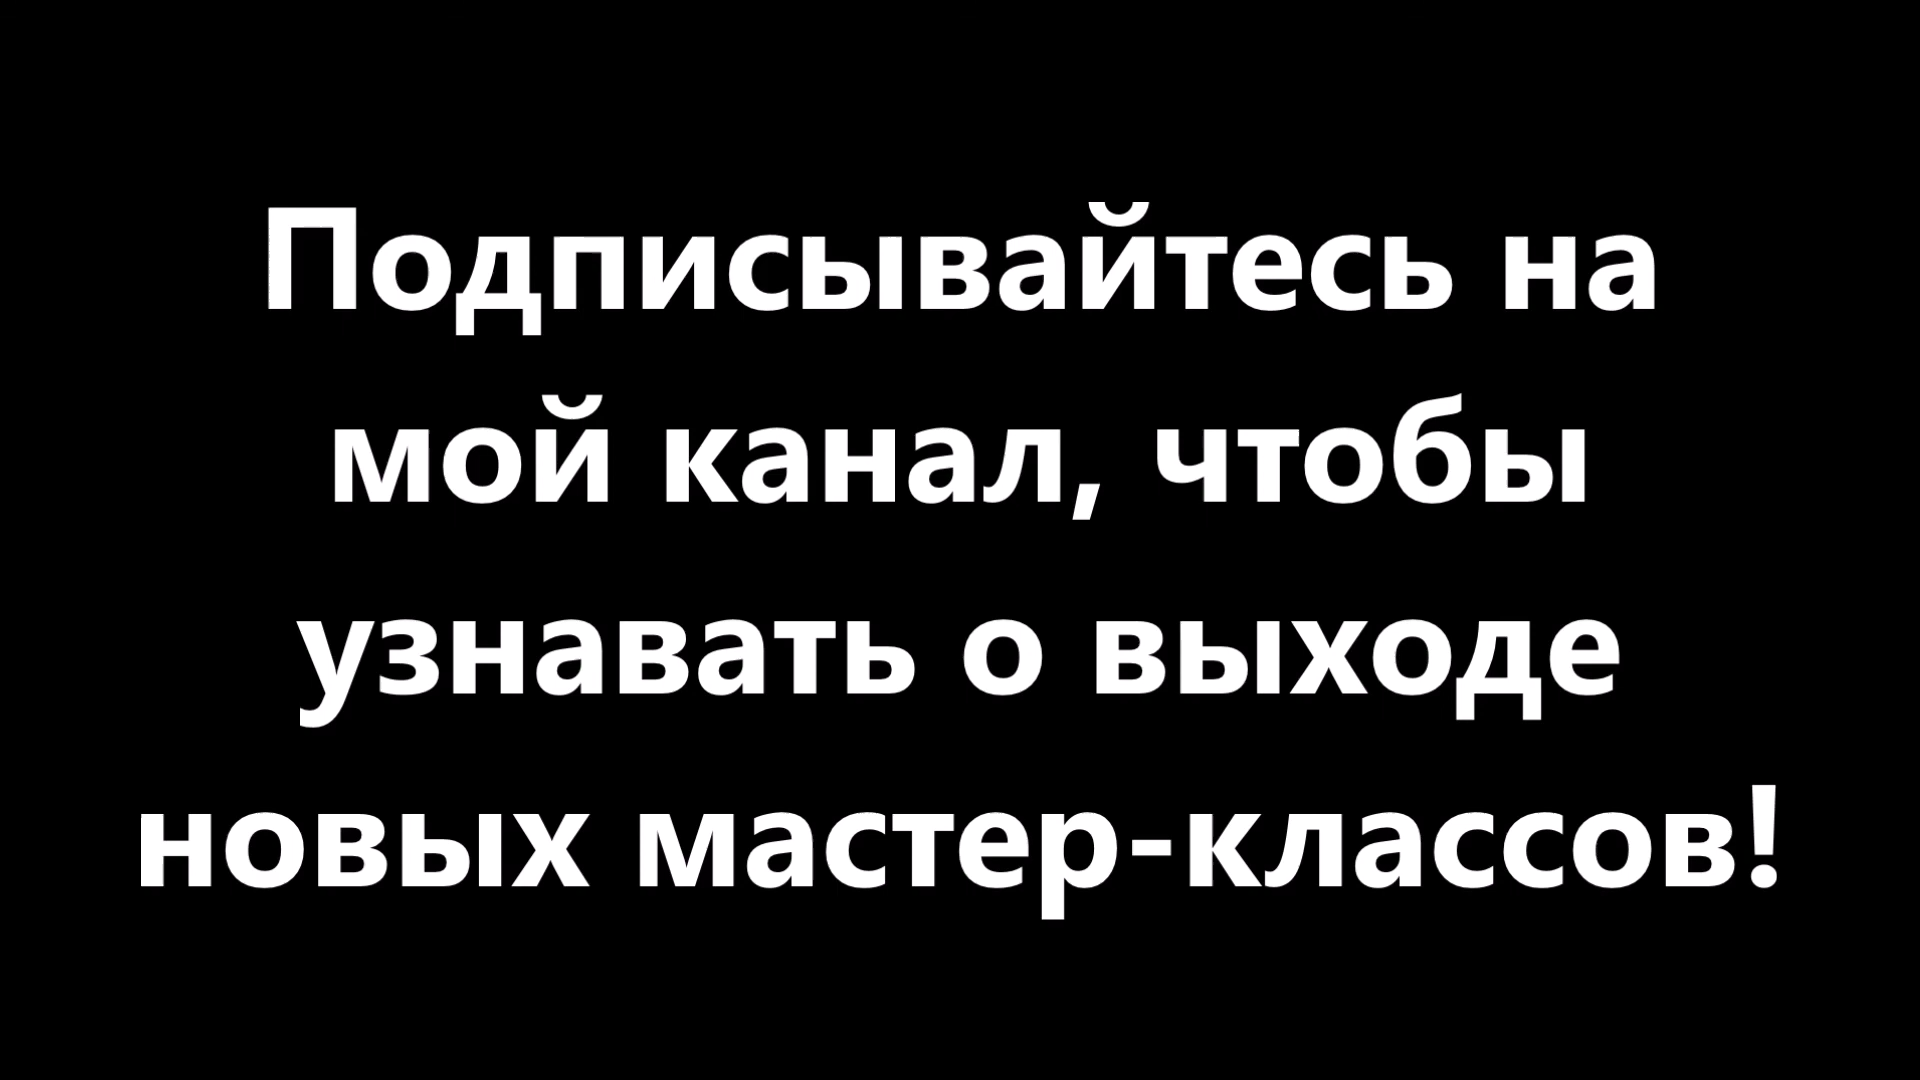 Подписывайтесь на
мой канал, чтобы
узнавать о выходе
новых мастер-классов!